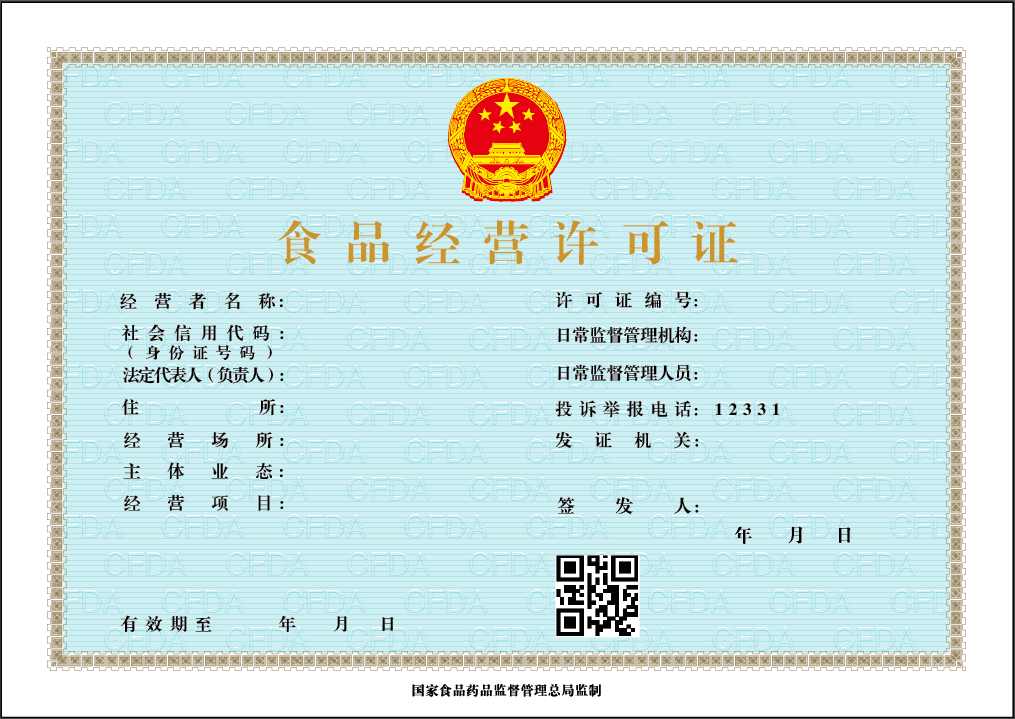 食品经营许可证
经营者名称:
社会信用代码:
(身份证号码)
法定代表人(负责人):
住所:
经营场所:
主体业态:
经营项目:
许可证编号:
日常监督管理机构:
日常监督管理人员:
投诉举报电话: 12331
发证机关:
签发人:
年 月 日
有效期至 年 月 日
国家食品药品监督管理总局监制
CFDA